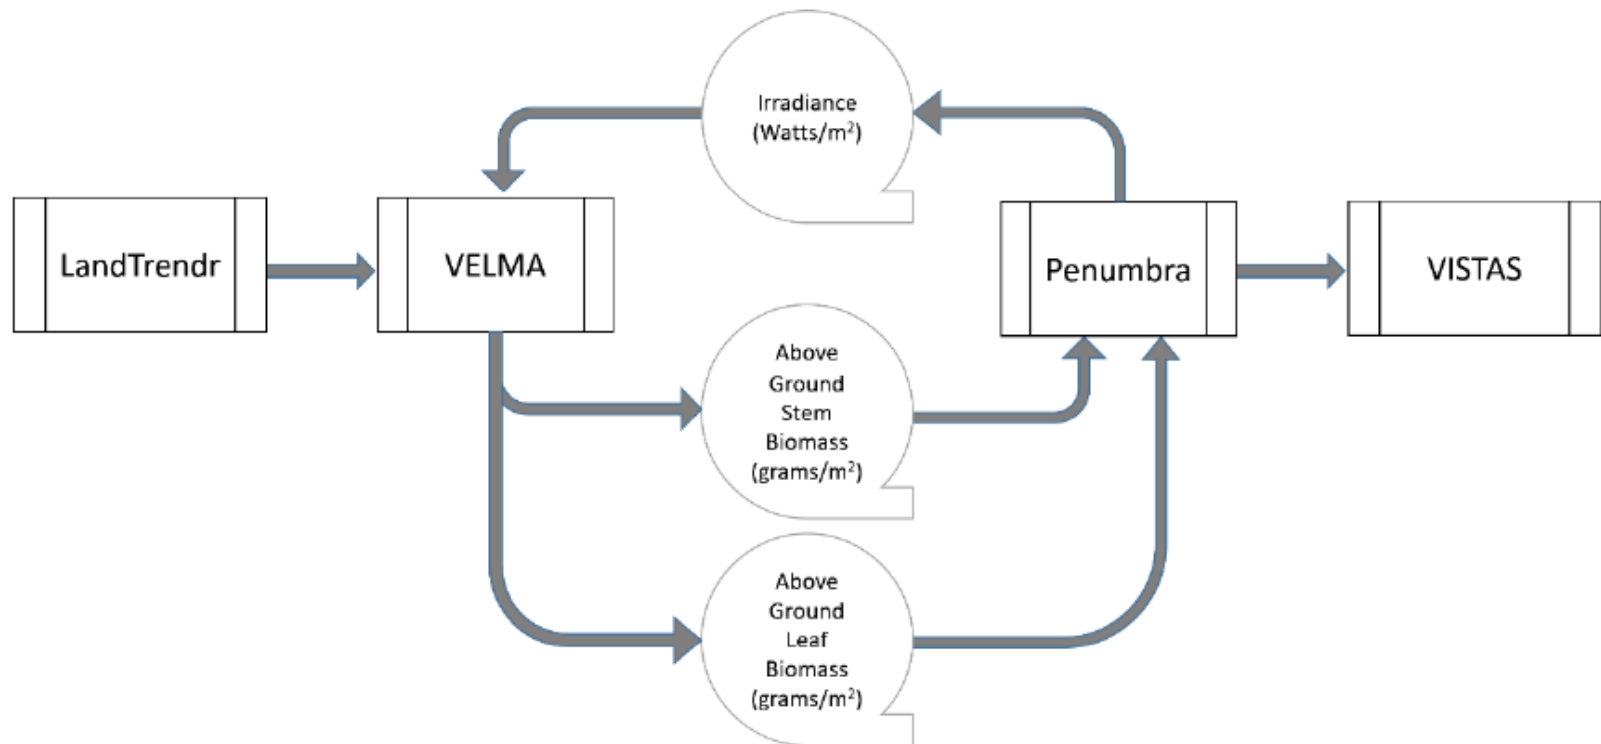 Irradiance
(Watts/m²)
LandTrendr
VELMA
Penumbra
VISTAS
Above
Ground
Stem
Biomass
(grams/m²)
Above
Ground
Leaf
Biomass
(grams/m²)